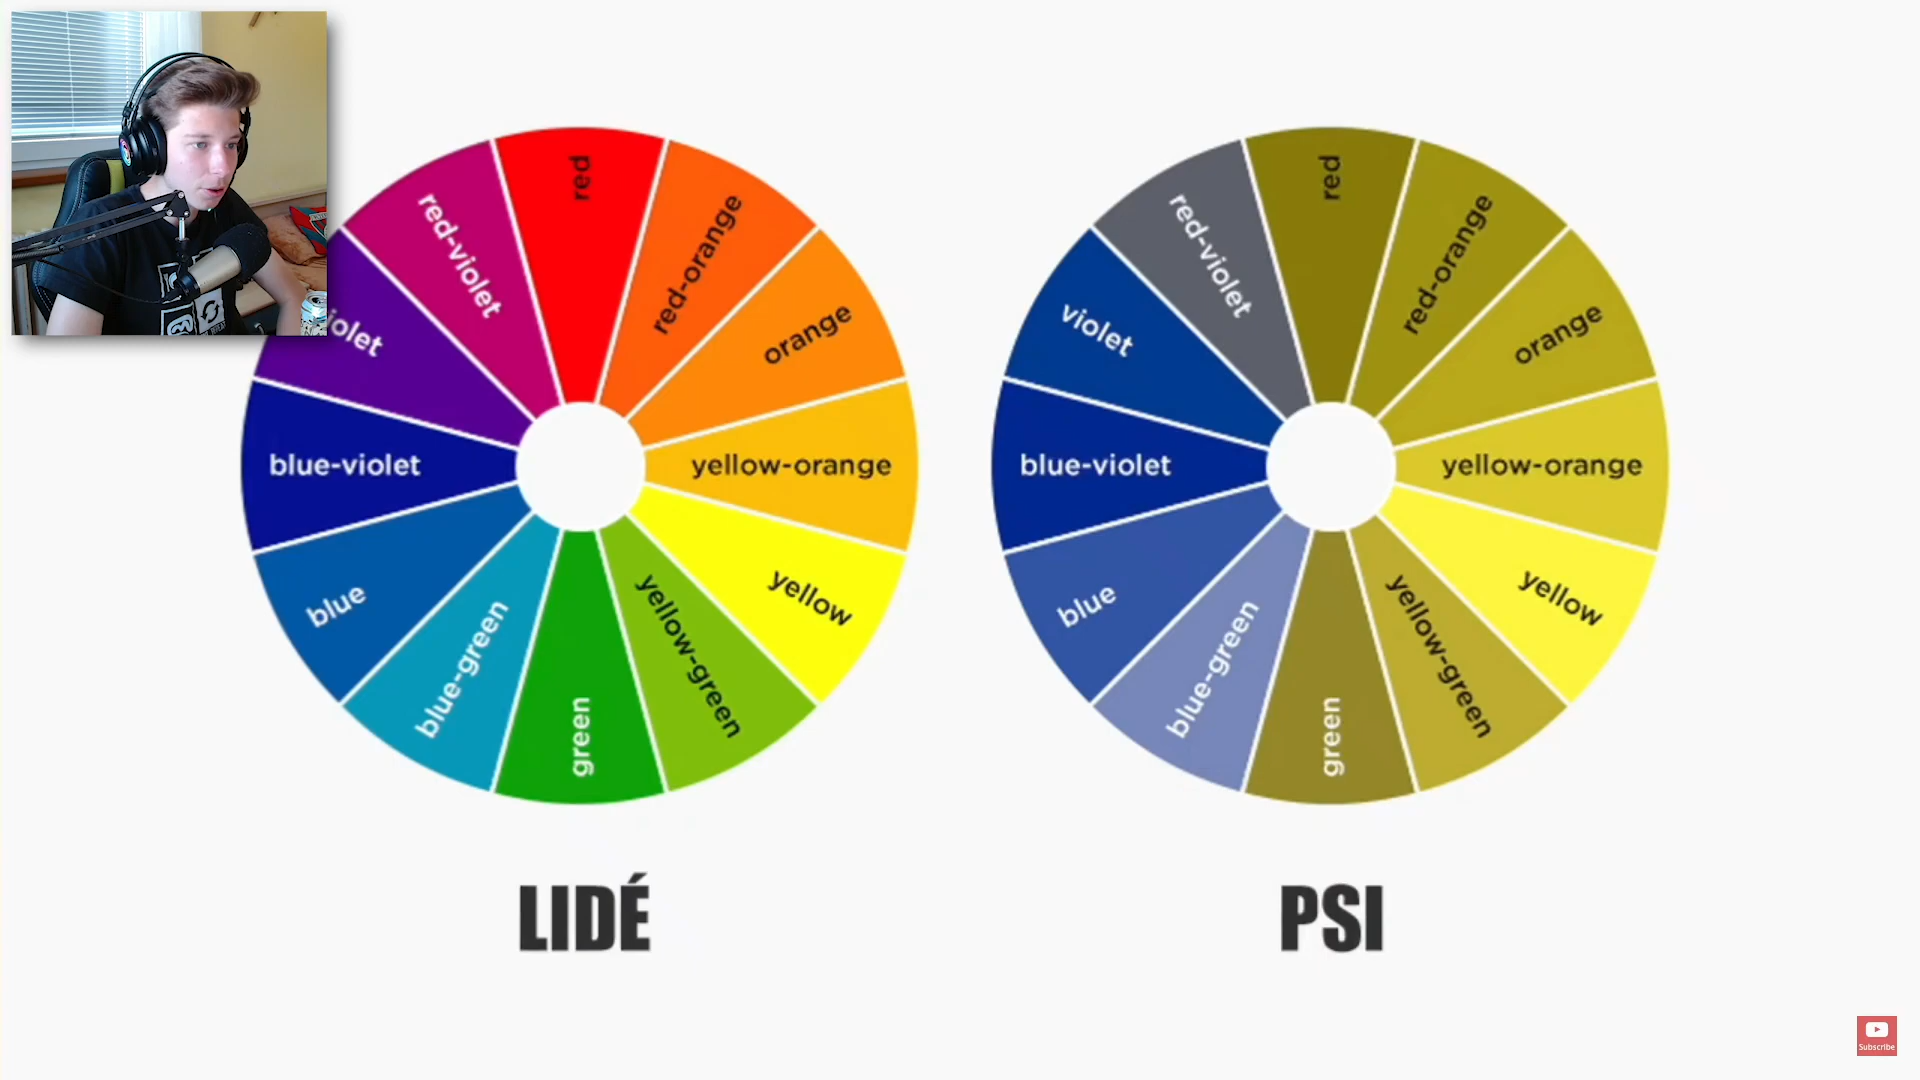 red
red-orange
orange
yellow-orange
yellow
yellow-green
green
blue-green
blue
blue-violet
red-violet
red
red-orange
orange
yellow-orange
yellow
yellow-green
green
blue-green
blue
blue-violet
violet
red-violet
LIDÉ
PSI
Subscribe